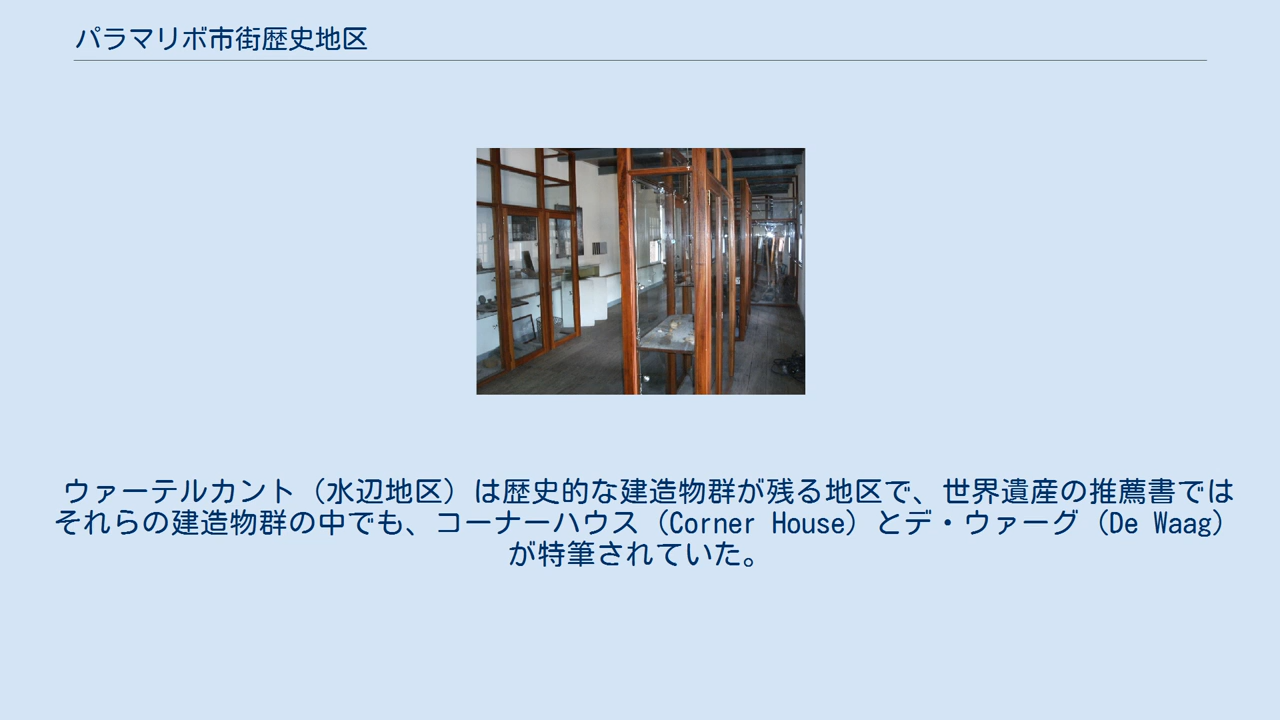 パラマリボ市街歴史地区
ウァーテルカント（水辺地区）は歴史的な建造物群が残る地区で、世界遺産の推薦書では
それらの建造物群の中でも、コーナーハウス（Corner House）とデ・ウァーグ（De Waag）
が特筆されていた。